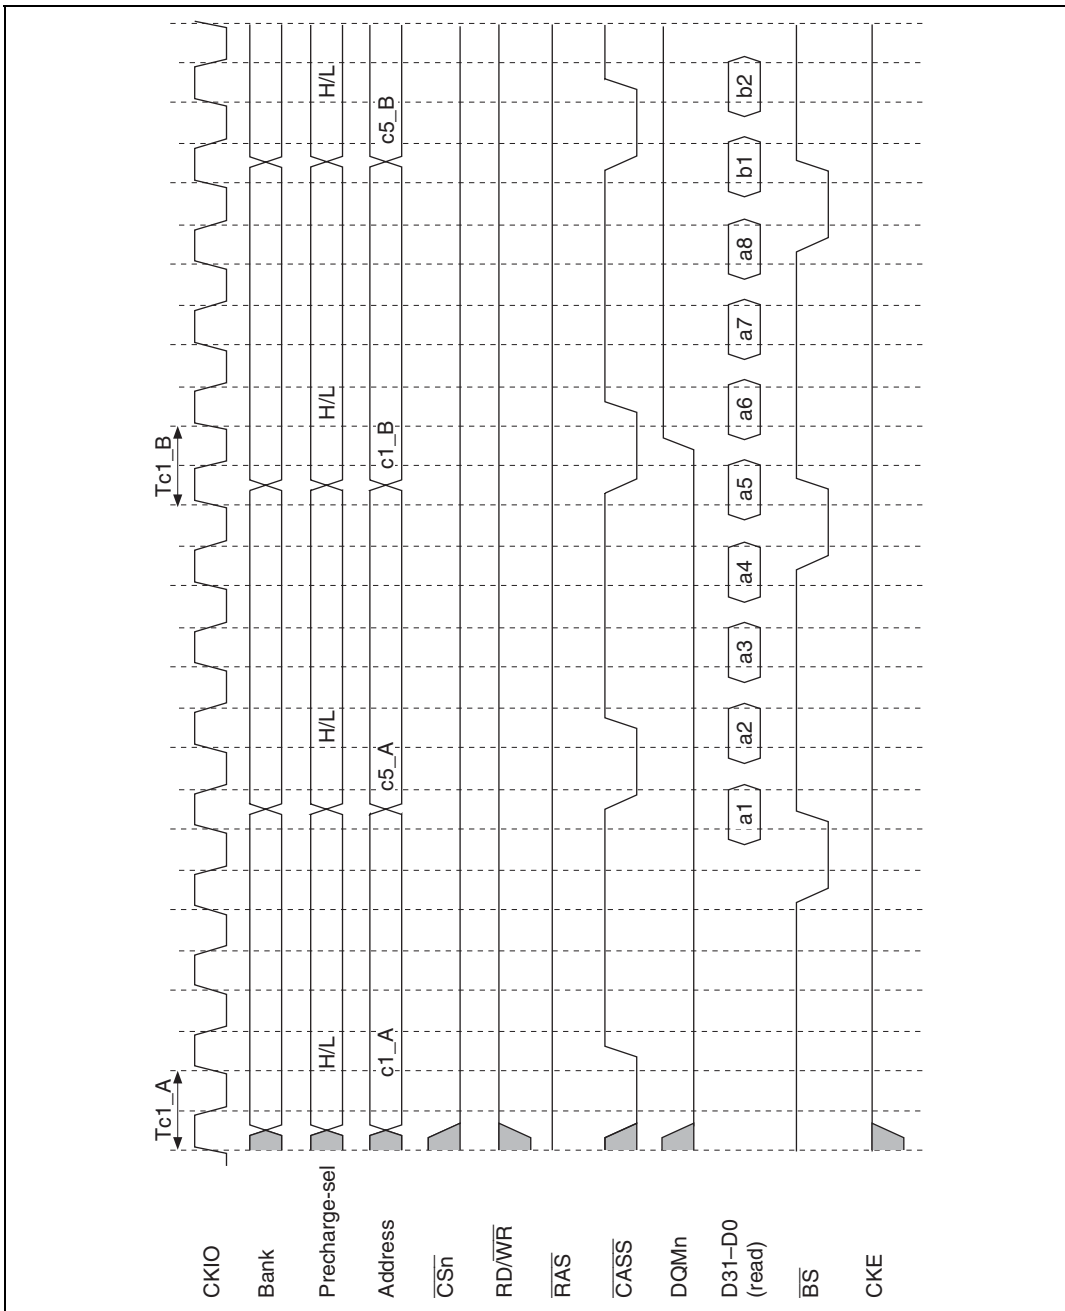 Tc1_A
Tc1_B
CKIO
Bank
Precharge-sel
H/L
H/L
H/L
H/L
Address
c1_A
c5_A
c1_B
c5_B
CSn
RD/WR
RAS
CASS
DQMn
D31–D0
(read)
a1
a2
a3
a4
a5
a6
a7
a8
b1
b2
BS
CKE